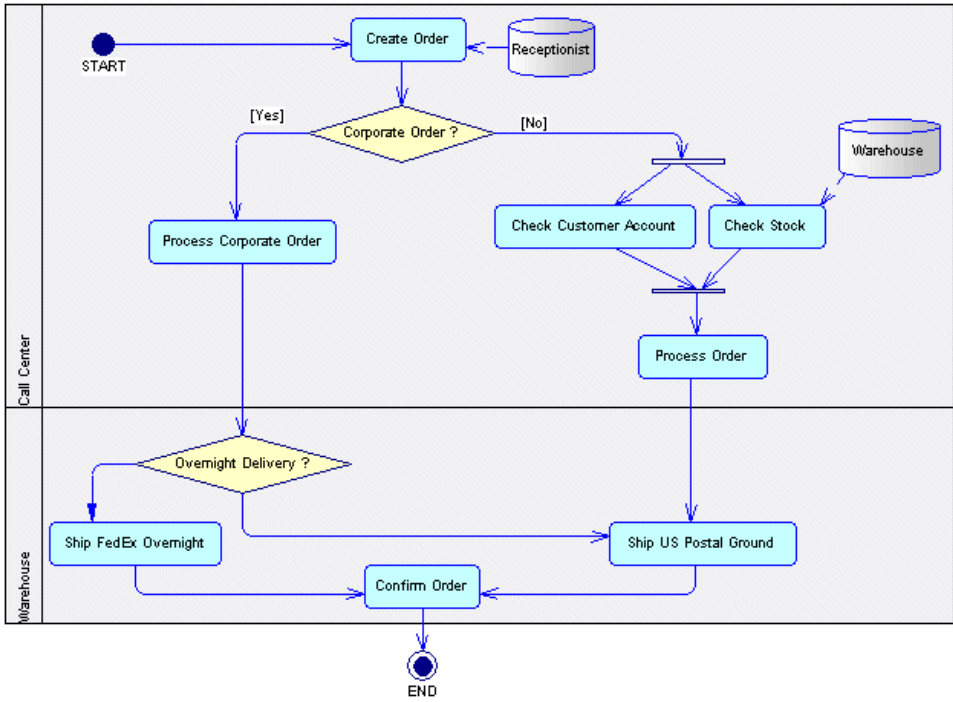 Create Order
Receptionist
START
[Yes]
Corporate Order ?
[No]
Warehouse
Process Corporate Order
Check Customer Account
Check Stock
Process Order
Call Center
Overnight Delivery ?
Ship FedEx Overnight
Ship US Postal Ground
Confirm Order
Warehouse
END